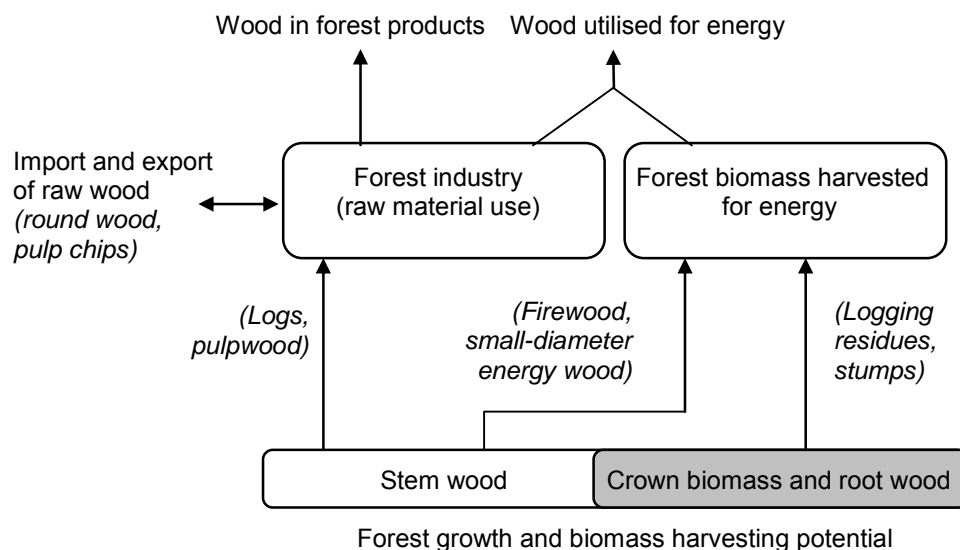 Wood in forest products
Wood utilised for energy
Import and export
of raw wood
(round wood,
pulp chips)
Forest industry
(raw material use)
Forest biomass harvested
for energy
(Logs,
pulpwood)
(Firewood,
small-diameter
energy wood)
(Logging
residues,
stumps)
Stem wood
Crown biomass and root wood
Forest growth and biomass harvesting potential